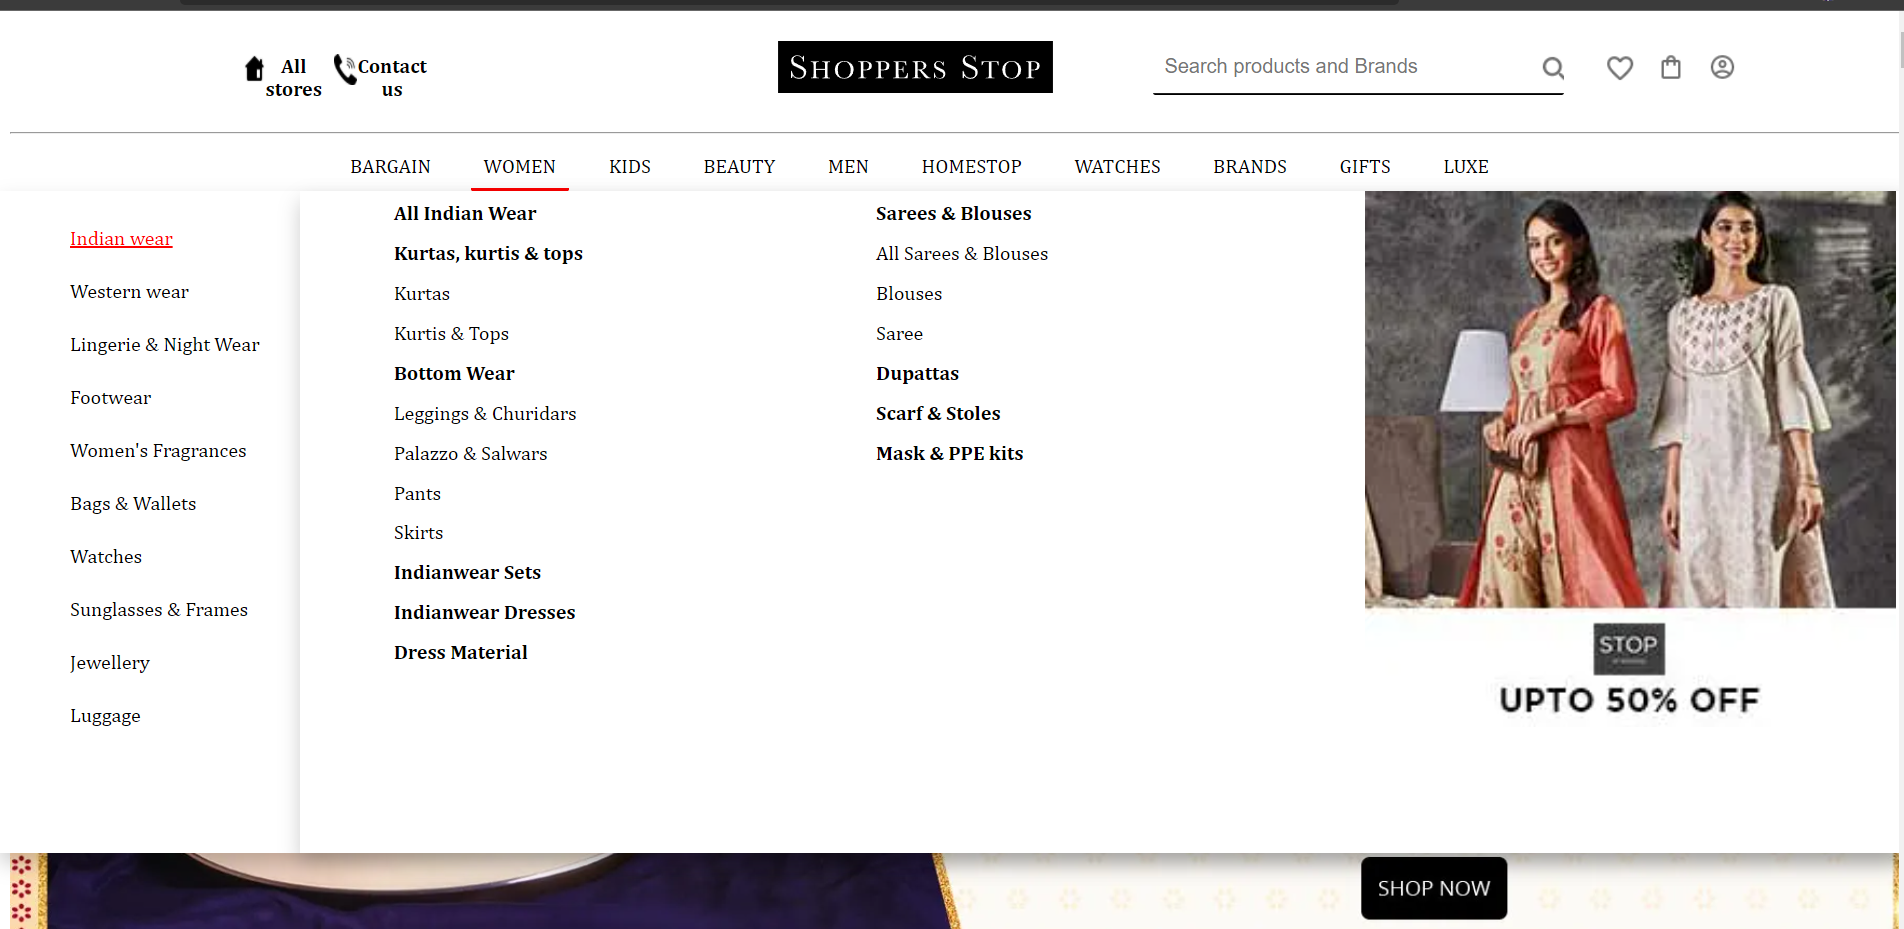 All
stores
Contact
us
SHOPPERS STOP
Search products and Brands
BARGAIN
WOMEN
KIDS
BEAUTY
MEN
HOMESTOP
WATCHES
BRANDS
GIFTS
LUXE
Indian wear
Western wear
Lingerie & Night Wear
Footwear
Women's Fragrances
Bags & Wallets
Watches
Sunglasses & Frames
Jewellery
Luggage
All Indian Wear
Kurtas, kurtis & tops
Kurtas
Kurtis & Tops
Bottom Wear
Leggings & Churidars
Palazzo & Salwars
Pants
Skirts
Indianwear Sets
Indianwear Dresses
Dress Material
Sarees & Blouses
All Sarees & Blouses
Blouses
Saree
Dupattas
Scarf & Stoles
Mask & PPE kits
STOP
UPTO 50% OFF
SHOP NOW